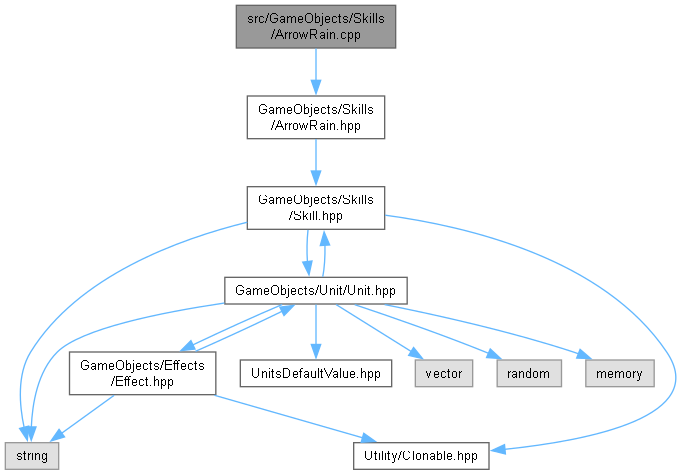 src/GameObjects/Skills
/ArrowRain.cpp
GameObjects/Skills
/ArrowRain.hpp
GameObjects/Skills
/Skill.hpp
GameObjects/Unit/Unit.hpp
GameObjects/Effects
/Effect.hpp
UnitsDefaultValue.hpp
vector
random
memory
string
Utility/Clonable.hpp